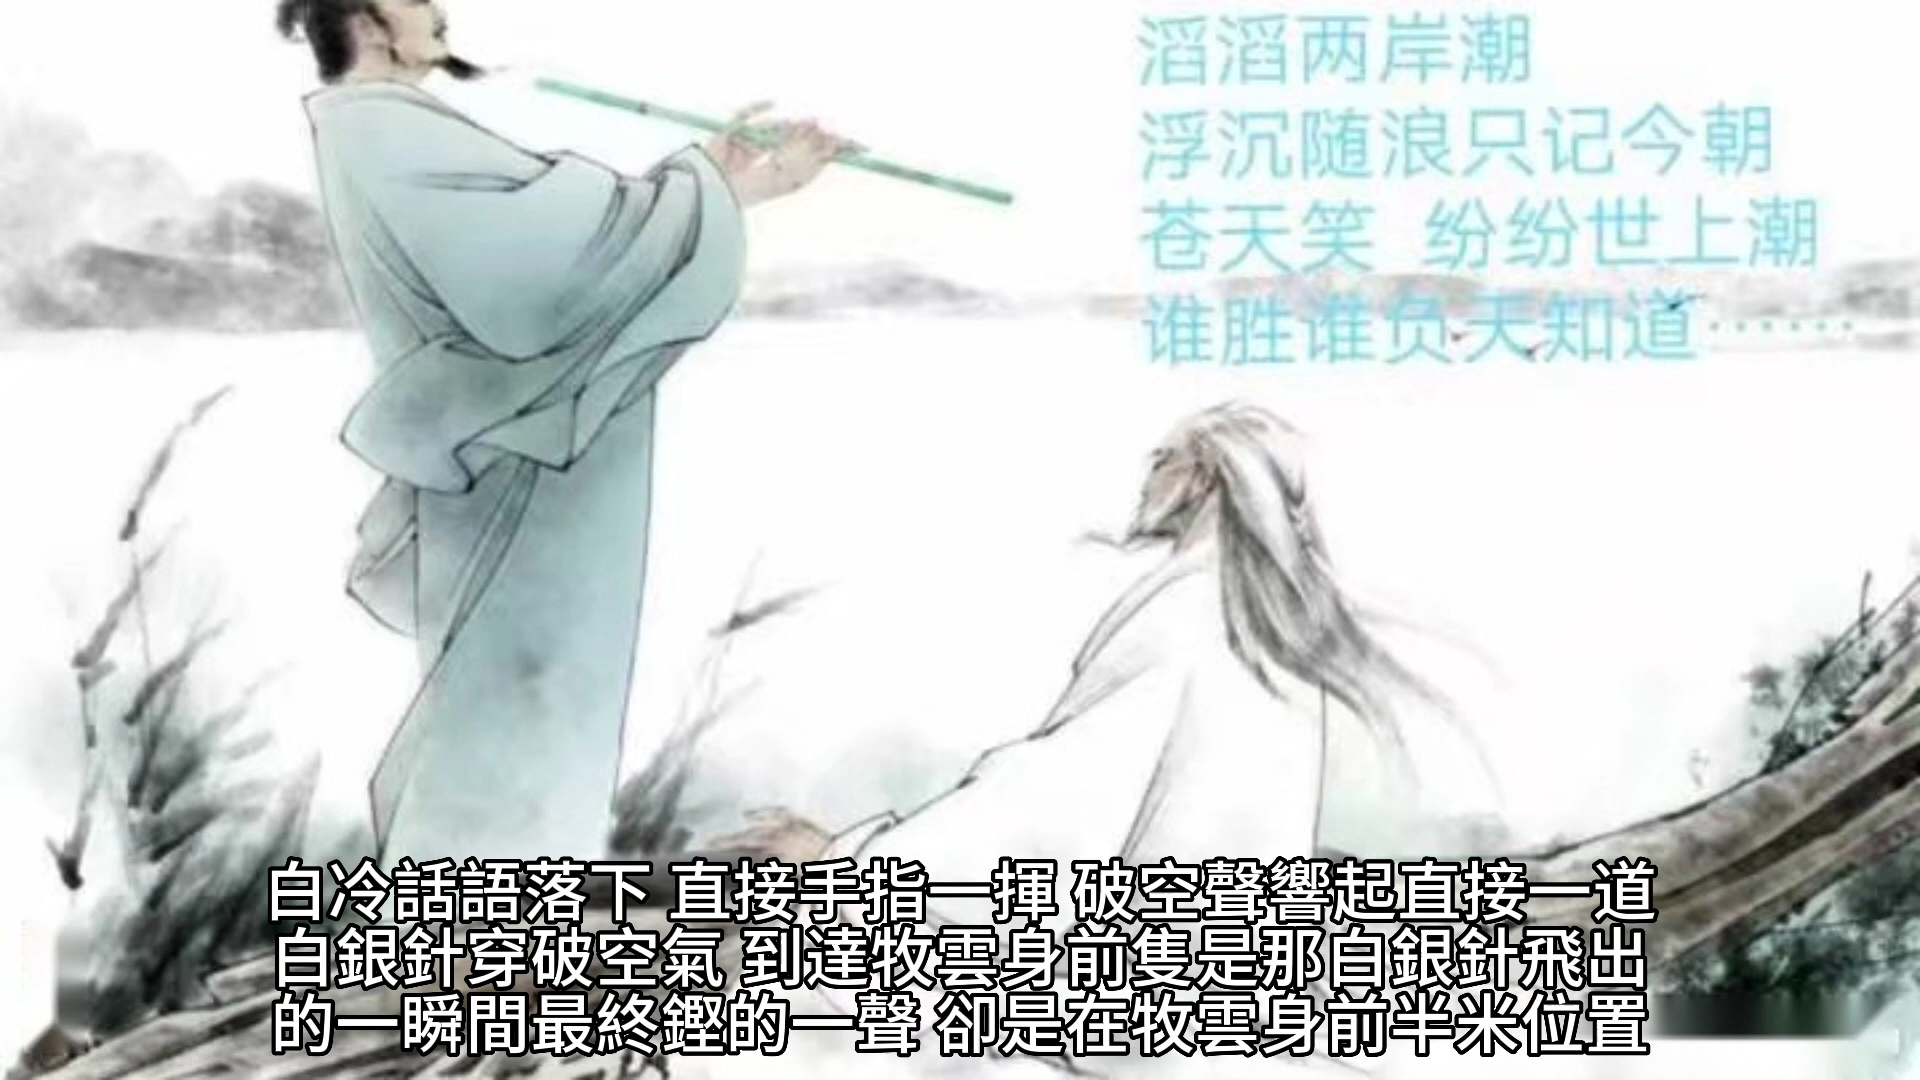 滔滔两岸潮
浮沉随浪只记今朝
苍天笑 纷纷世上潮
谁胜谁负天知道······
白冷話語落下 直接手指一揮 破空聲響起直接一道
白銀針穿破空氣 到達牧雲身前隻是那白銀針飛出
的一瞬間最終鏗的一聲 卻是在牧雲身前半米位置